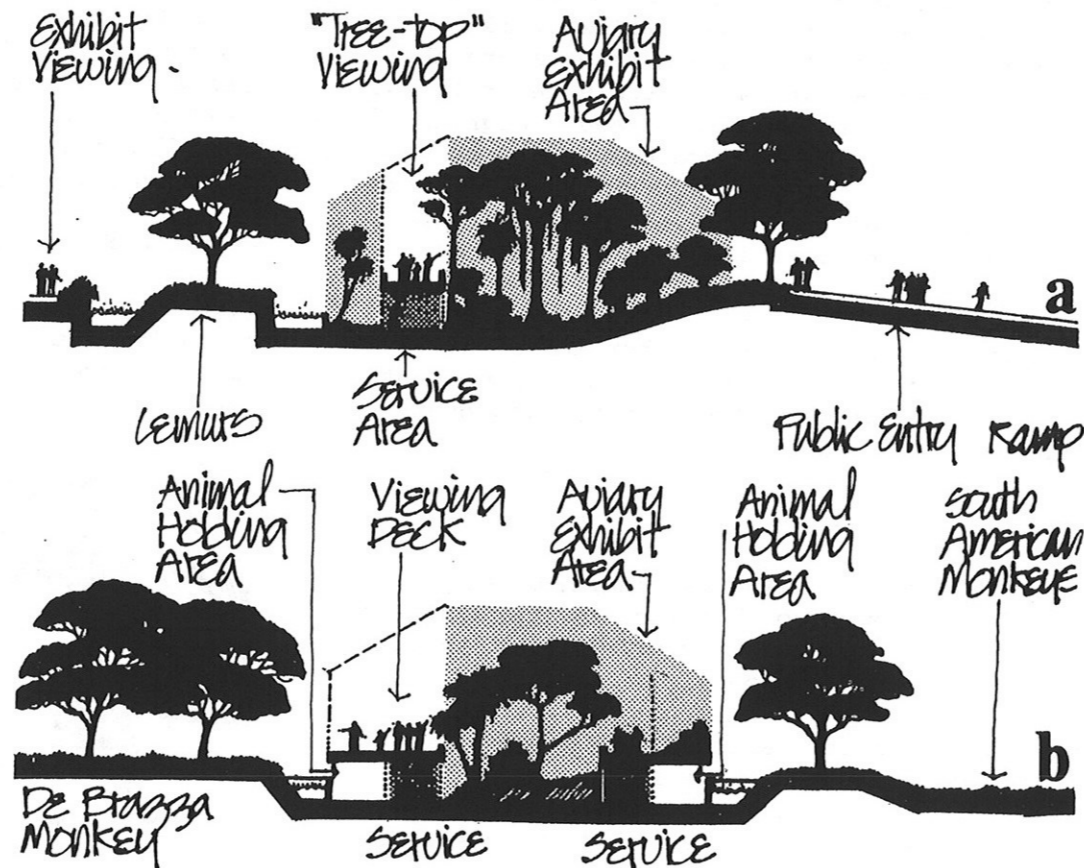 Exhibit
Viewing.
"Tree-top"
Viewing
Aviary
Exhibit
Area
a
Lemurs
Service
Area
Public Entry Ramp
Animal
Holding
Area
Viewing
Deck
Aviary
Exhibit
Area
Animal
Holding
Area
South
American
Monkeye
b
De Brazza
Monkey
Service
Service